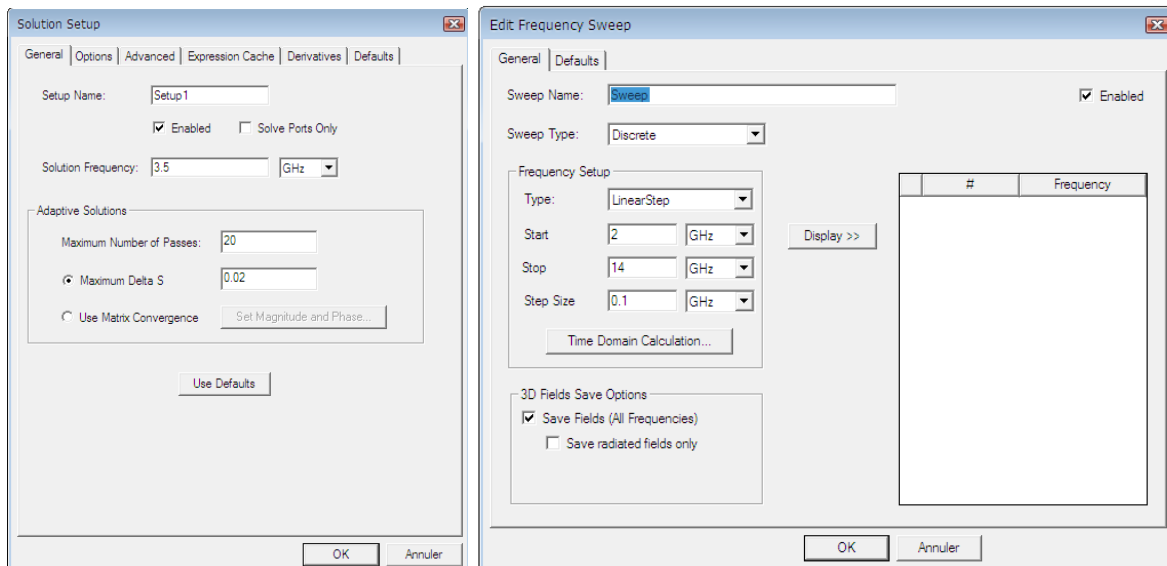 Solution Setup
General Options Advanced Expression Cache Derivatives Defaults
Setup Name: Setup1
Enabled Solve Ports Only
Solution Frequency: 3.5 GHz
Adaptive Solutions
Maximum Number of Passes: 20
Maximum Delta S 0.02
Use Matrix Convergence Set Magnitude and Phase...
Use Defaults
OK Annuler
Edit Frequency Sweep
General Defaults
Sweep Name: Sweep Enabled
Sweep Type: Discrete
Frequency Setup
Type: LinearStep
Start 2 GHz
Stop 14 GHz
Step Size 0.1 GHz
Time Domain Calculation...
Display >>
# Frequency
3D Fields Save Options
Save Fields (All Frequencies)
Save radiated fields only
OK Annuler